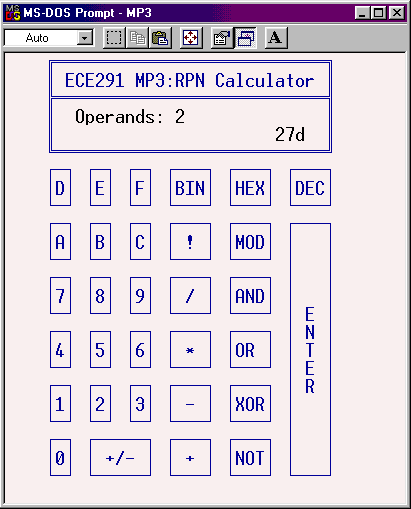 MS-DOS Prompt - MP3
Auto A
ECE291 MP3:RPN Calculator
Operands: 2
27d
D E F BIN HEX DEC
A B C ! MOD
7 8 9 / AND
4 5 6 * OR
1 2 3 - XOR
0 +/- + NOT
ENTER